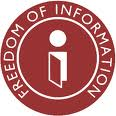 FREEDOM OF INFORMATION